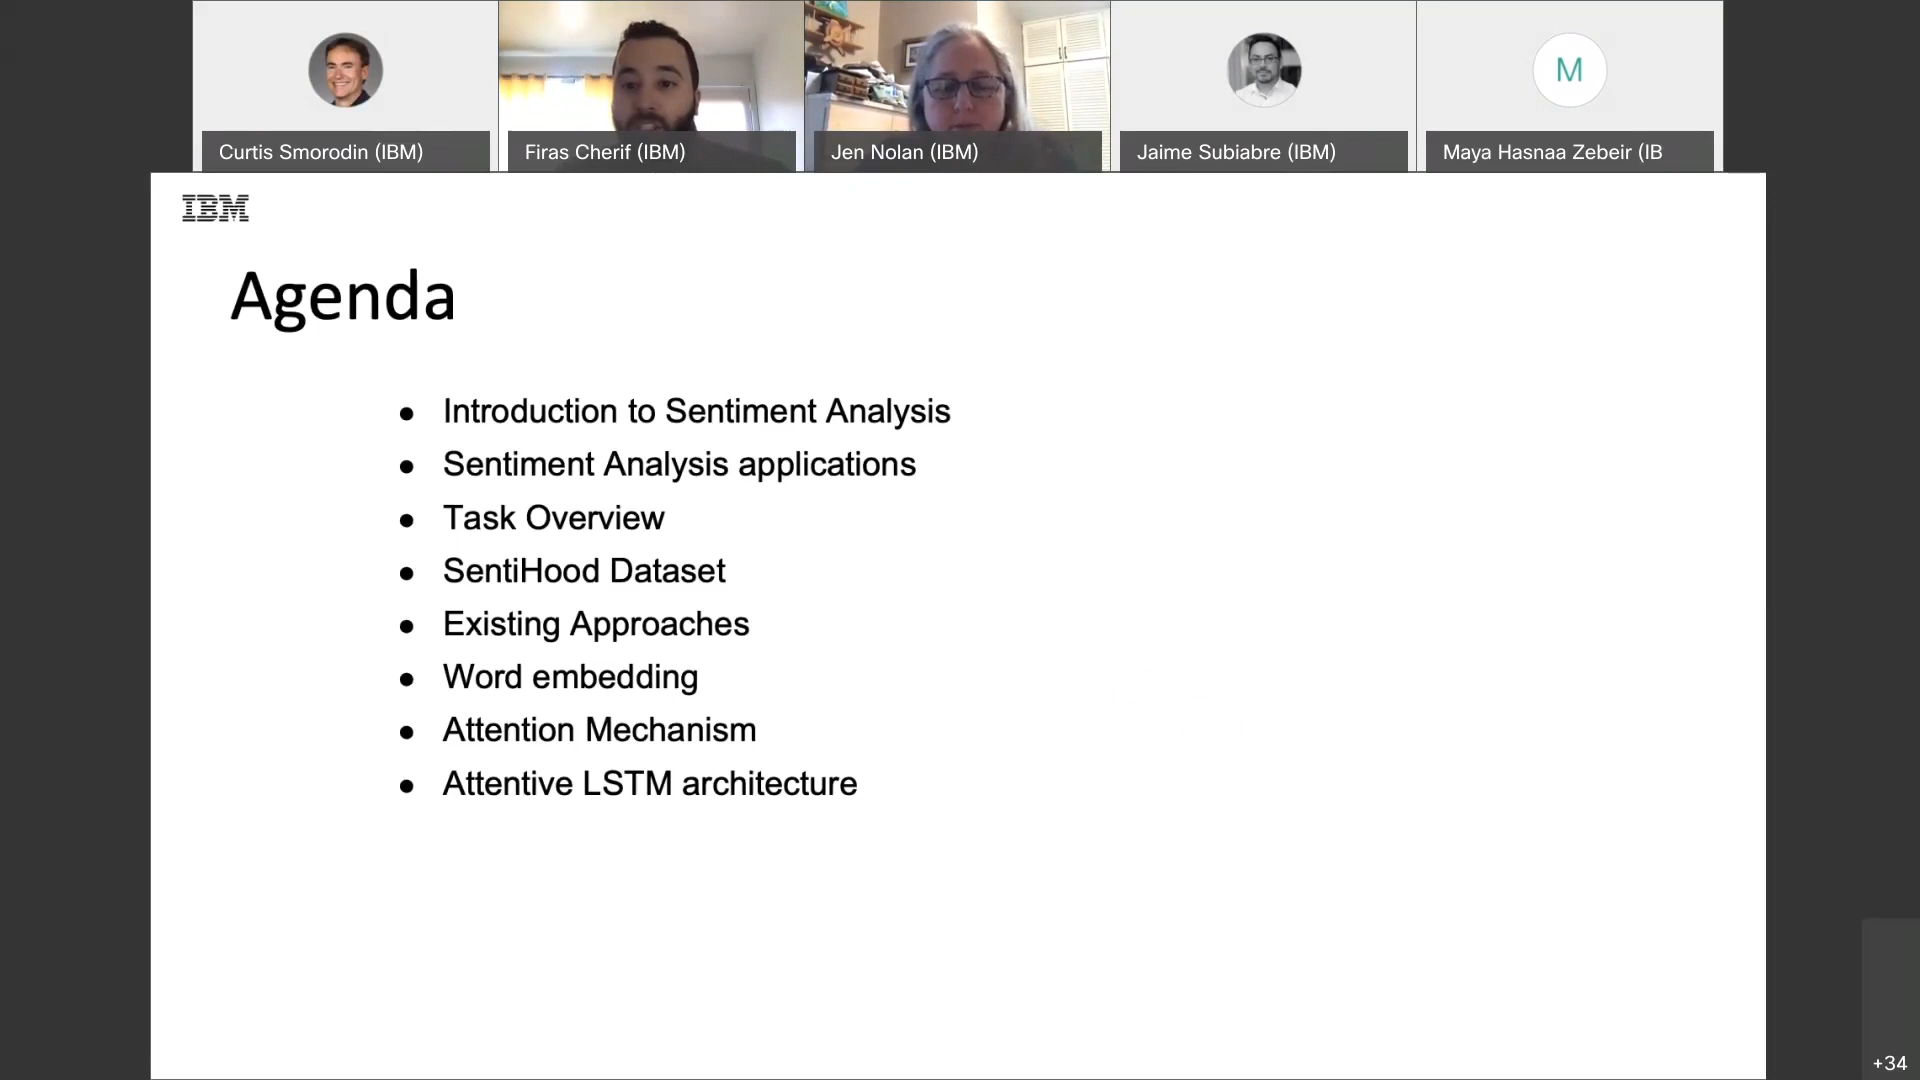 Curtis Smorodin (IBM)
Firas Cherif (IBM)
Jen Nolan (IBM)
Jaime Subiabre (IBM)
M
Maya Hasnaa Zebeir (IB
IBM
Agenda
● Introduction to Sentiment Analysis
● Sentiment Analysis applications
● Task Overview
● SentiHood Dataset
● Existing Approaches
● Word embedding
● Attention Mechanism
● Attentive LSTM architecture
+34